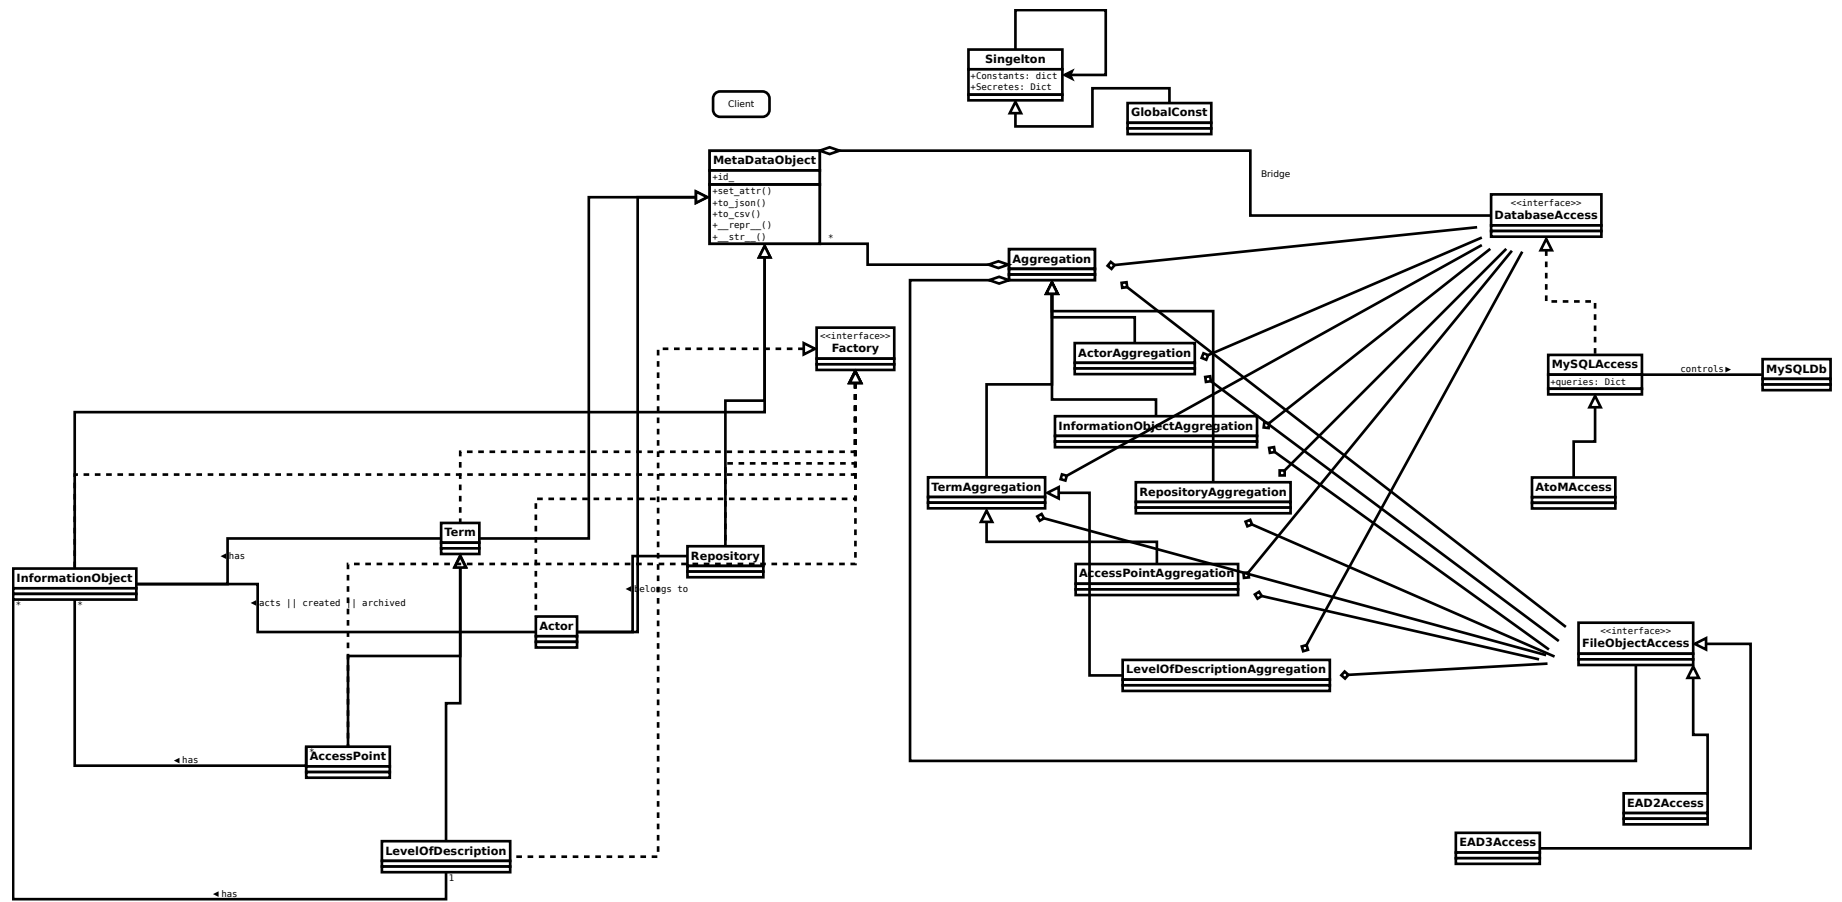 Singelton
+Constants: dict
+Secretes: Dict
Client
GlobalConst
MetaDataObject
+id_
+set_attr()
+to_json()
+to_csv()
+__repr__()
+__str__()
*
Bridge
<<interface>>
DatabaseAccess
Aggregation
<<interface>>
Factory
ActorAggregation
MySQLAccess
+queries: Dict
controls►
MySQLDb
InformationObjectAggregation
TermAggregation
RepositoryAggregation
AtoMAccess
Term
◄has
Repository
InformationObject
*
*
◄acts || created || archived
◄belongs to
AccessPointAggregation
Actor
<<interface>>
FileObjectAccess
LevelOfDescriptionAggregation
*
AccessPoint
◄has
EAD2Access
EAD3Access
LevelOfDescription
1
◄has